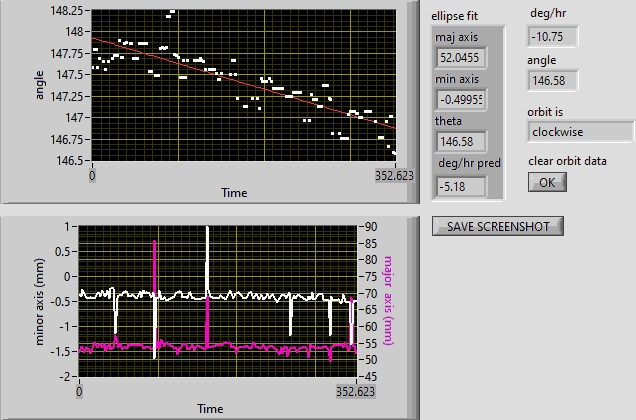 148.25
148
147.75
147.5
147.25
147
146.75
146.5
angle
0
352.623
Time
ellipse fit
maj axis
52.0455
min axis
-0.4995
theta
146.58
deg/hr pred
-5.18
deg/hr
-10.75
angle
146.58
orbit is
clockwise
clear orbit data
OK
SAVE SCREENSHOT
1
0.5
0
-0.5
-1
-1.5
-2
minor axis (mm)
90
85
80
75
70
65
60
55
50
45
major axis (mm)
0
352.623
Time